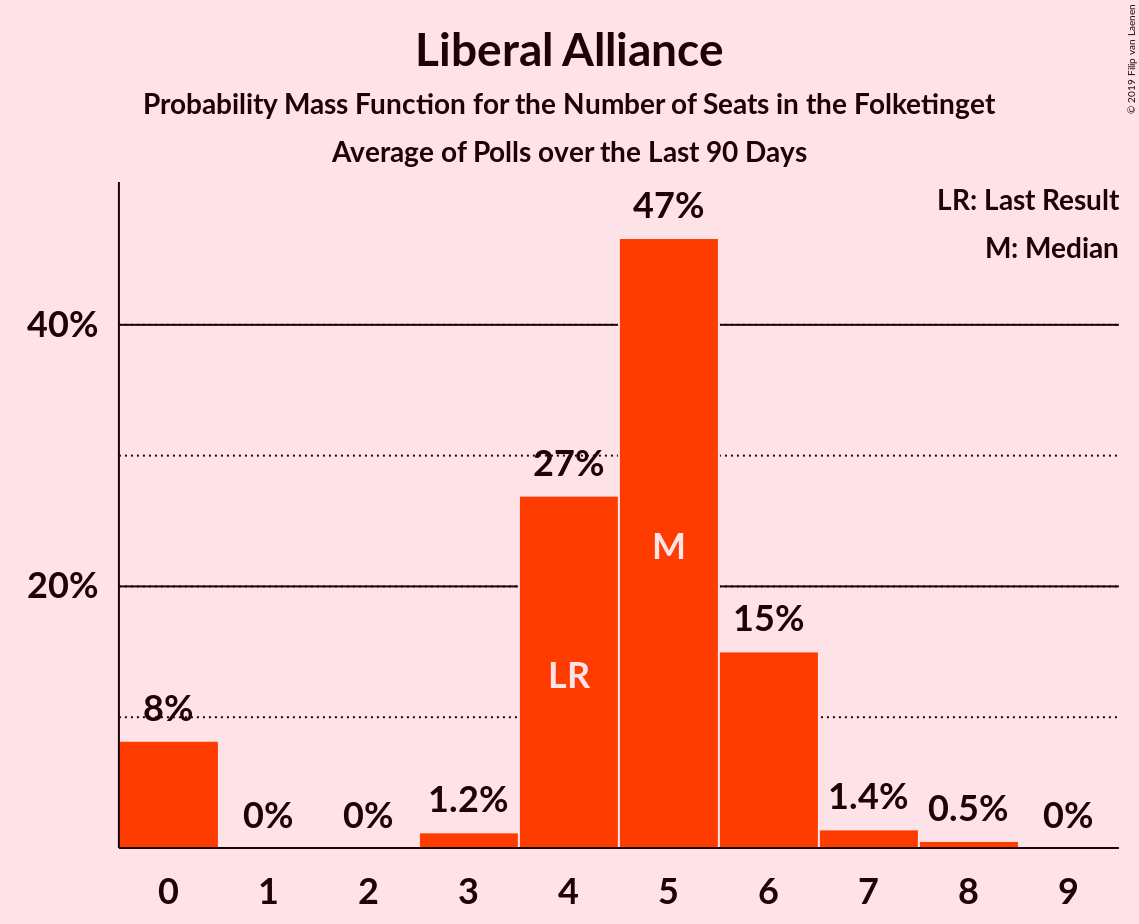 Liberal Alliance
Probability Mass Function for the Number of Seats in the Folketinget
Average of Polls over the Last 90 Days
© 2019 Filip van Laenen
LR: Last Result
M: Median
40%
20%
8%
0%
0%
1.2%
27%
47%
15%
1.4%
0.5%
0%
LR
M
0 1 2 3 4 5 6 7 8 9